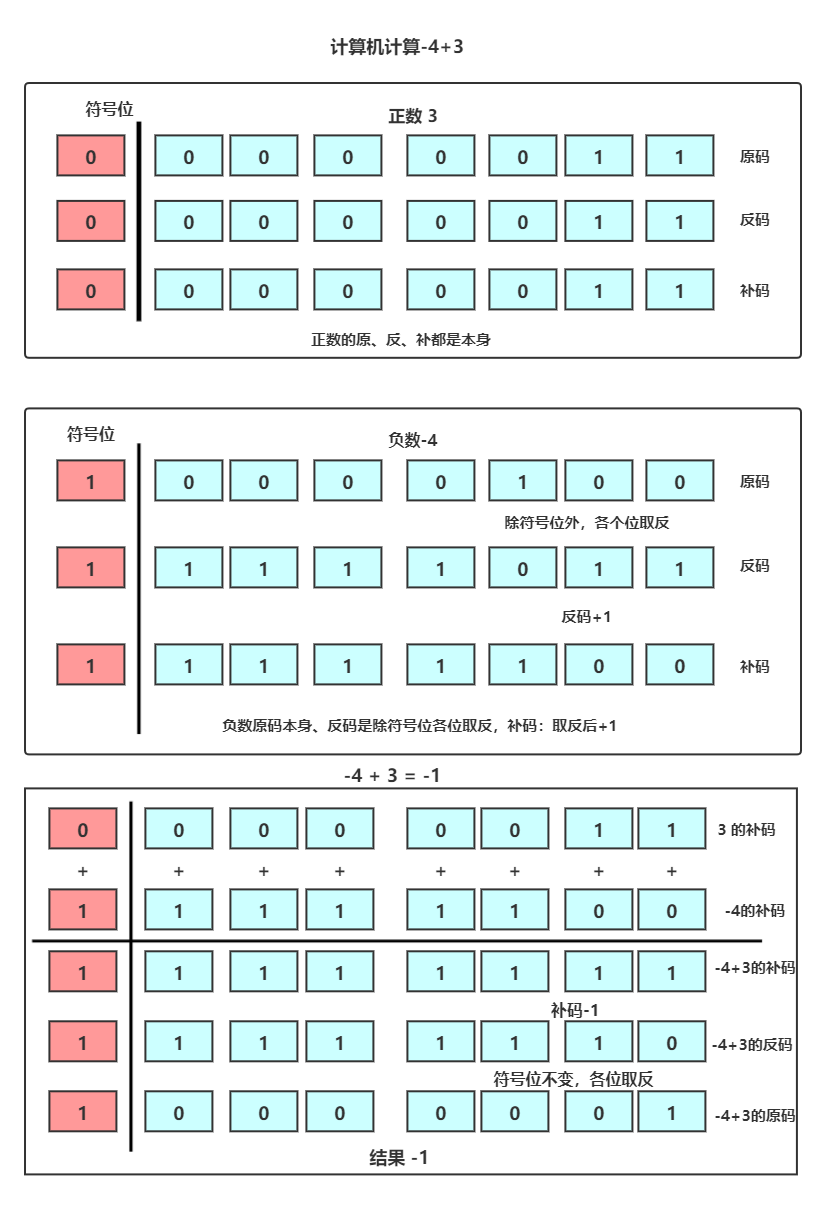 计算机计算-4+3
符号位
正数 3
0 0 0 0 0 0 1 1 原码
0 0 0 0 0 0 1 1 反码
0 0 0 0 0 0 1 1 补码
正数的原、反、补都是本身
符号位
负数-4
1 0 0 0 0 1 0 0 原码
除符号位外，各个位取反
1 1 1 1 1 0 1 1 反码
反码+1
1 1 1 1 1 1 0 0 补码
负数原码本身、反码是除符号位各位取反，补码：取反后+1
-4 + 3 = -1
0 0 0 0 0 0 1 1 3 的补码
+ + + + + + + +
1 1 1 1 1 1 0 0 -4的补码
1 1 1 1 1 1 1 1 -4+3的补码
补码-1
1 1 1 1 1 1 1 0 -4+3的反码
符号位不变，各位取反
1 0 0 0 0 0 0 1 -4+3的原码
结果 -1